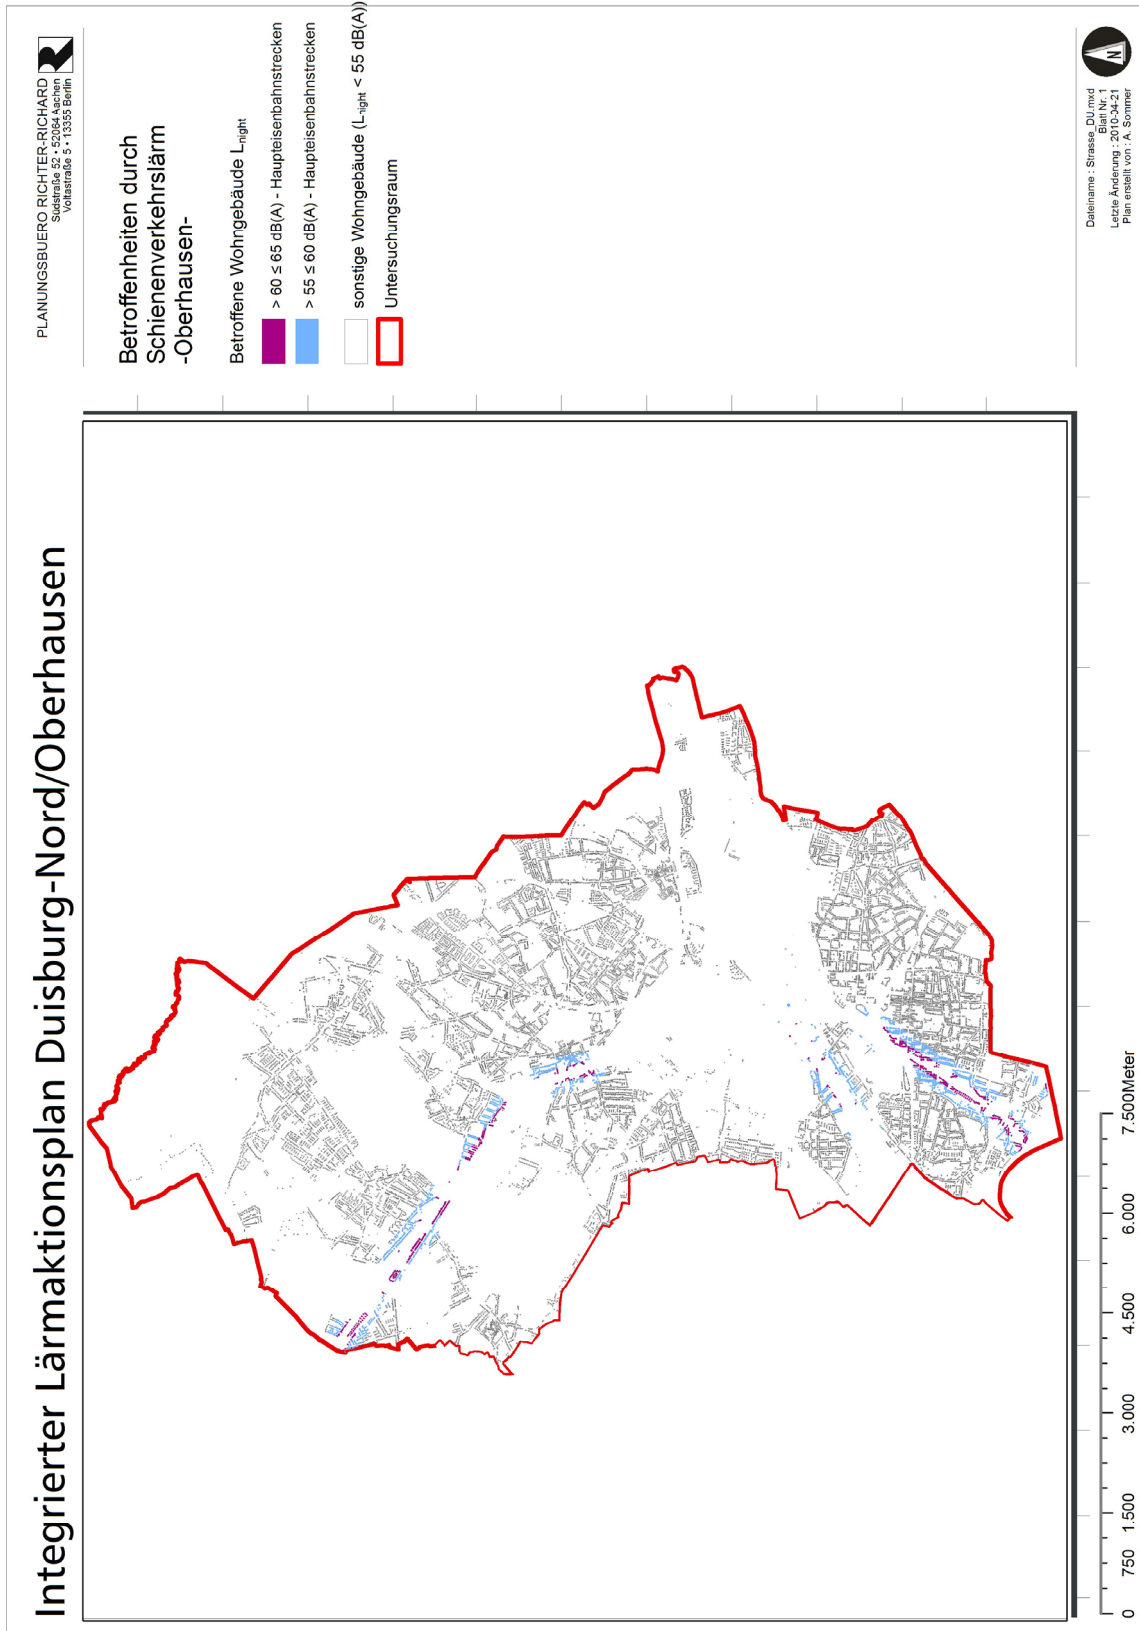 Integrierter Lärmaktionsplan Duisburg-Nord/Oberhausen
PLANUNGSBUERO RICHTER-RICHARD
Südstraße 52 • 52064 Aachen
Voltastraße 5 • 13355 Berlin
R
Betroffenheiten durch
Schienenverkehrslärm
-Oberhausen-
Betroffene Wohngebäude Lnight
> 60 ≤ 65 dB(A) - Haupteisenbahnstrecken
> 55 ≤ 60 dB(A) - Haupteisenbahnstrecken
sonstige Wohngebäude (Lnight < 55 dB(A))
Untersuchungsraum
0 750 1.500 3.000 4.500 6.000 7.500Meter
Dateiname : Strasse_DU.mxd
Blatt Nr. 1
Letzte Änderung : 2010-04-21
Plan erstellt von : A. Sommer
N